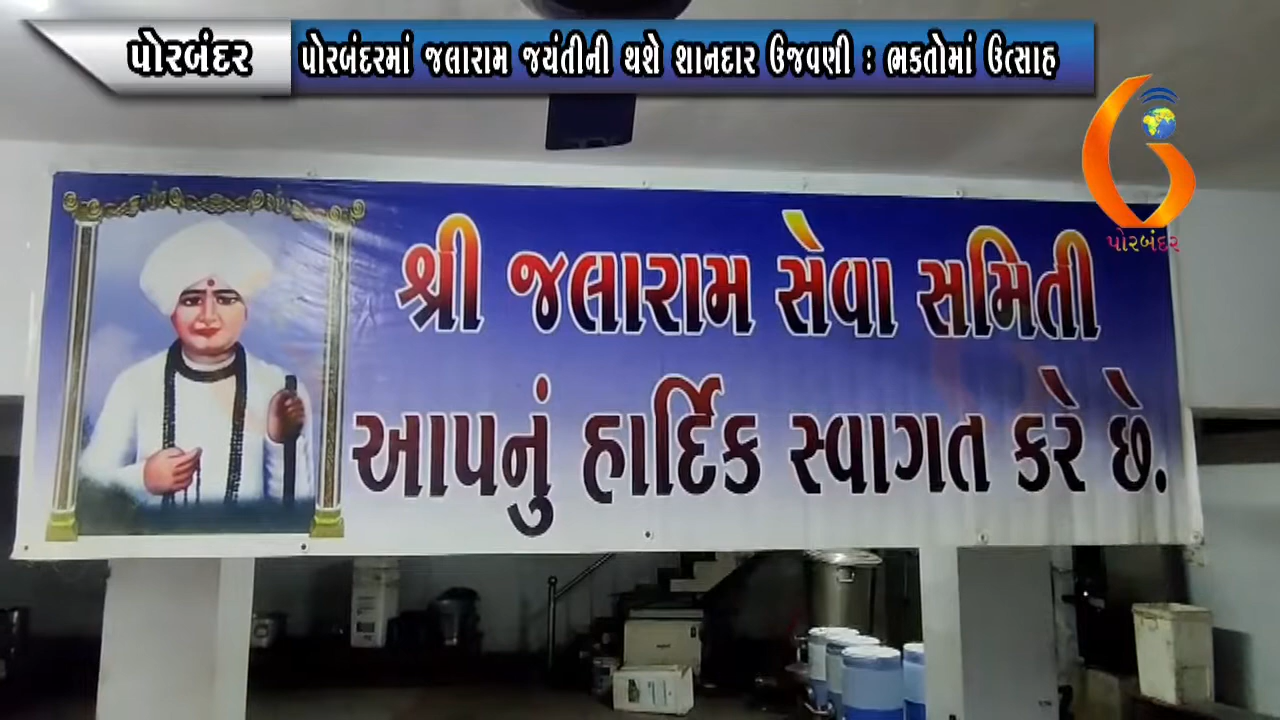 પોરબંદર
પોરબંદરમાં જલારામ જયંતીની થશે શાનદાર ઉજવણી : ભકતોમાં ઉત્સાહ
પોરબંદર
શ્રી જલારામ સેવા સમિતી
આપનું હાર્દિક સ્વાગત કરે છે.